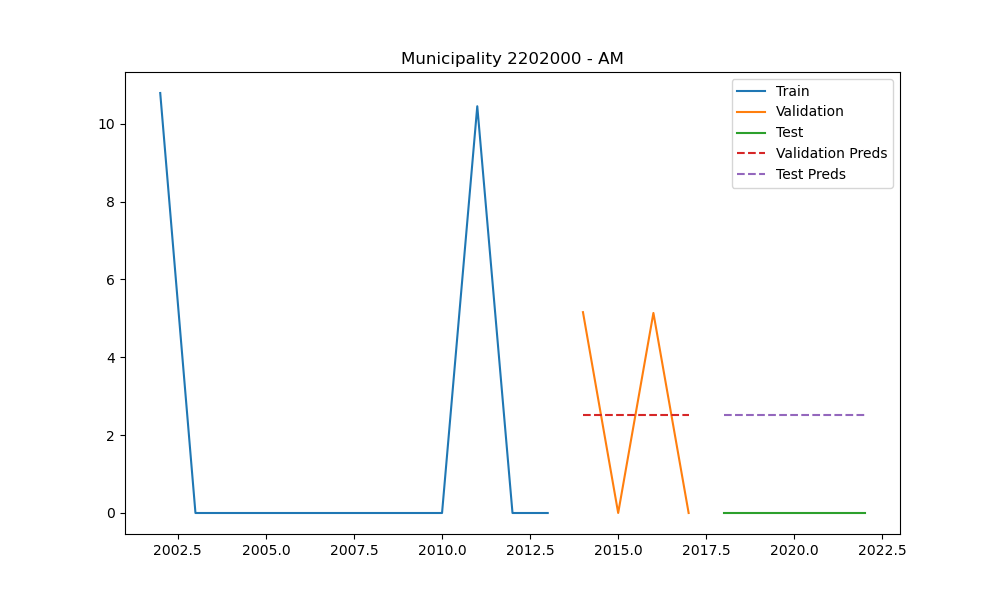 Municipality 2202000 - AM
Train
Validation
Test
Validation Preds
Test Preds
10
8
6
4
2
0
2002.5 2005.0 2007.5 2010.0 2012.5 2015.0 2017.5 2020.0 2022.5